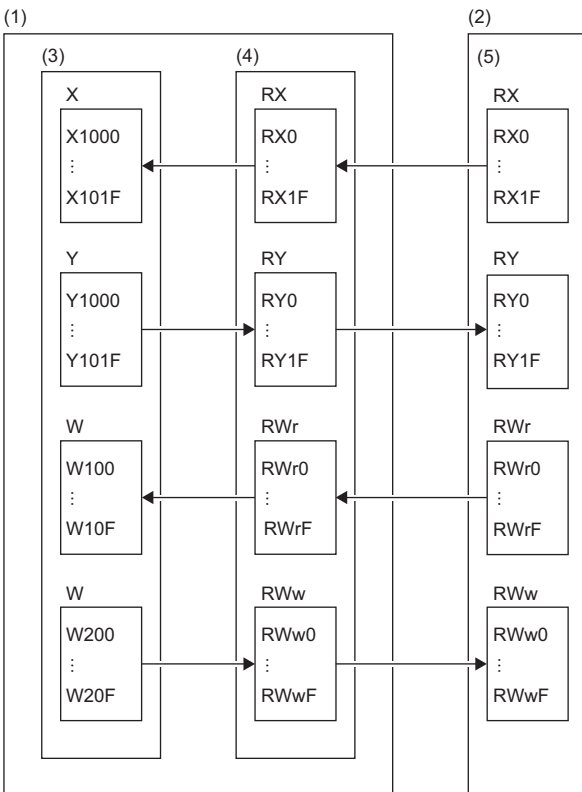 (1) (2)
(3) (4) (5)
X RX RX
X1000 RX0 RX0
⋮ ⋮ ⋮
X101F RX1F RX1F
Y RY RY
Y1000 RY0 RY0
⋮ ⋮ ⋮
Y101F RY1F RY1F
W RWr RWr
W100 RWr0 RWr0
⋮ ⋮ ⋮
W10F RWrF RWrF
W RWw RWw
W200 RWw0 RWw0
⋮ ⋮ ⋮
W20F RWwF RWwF